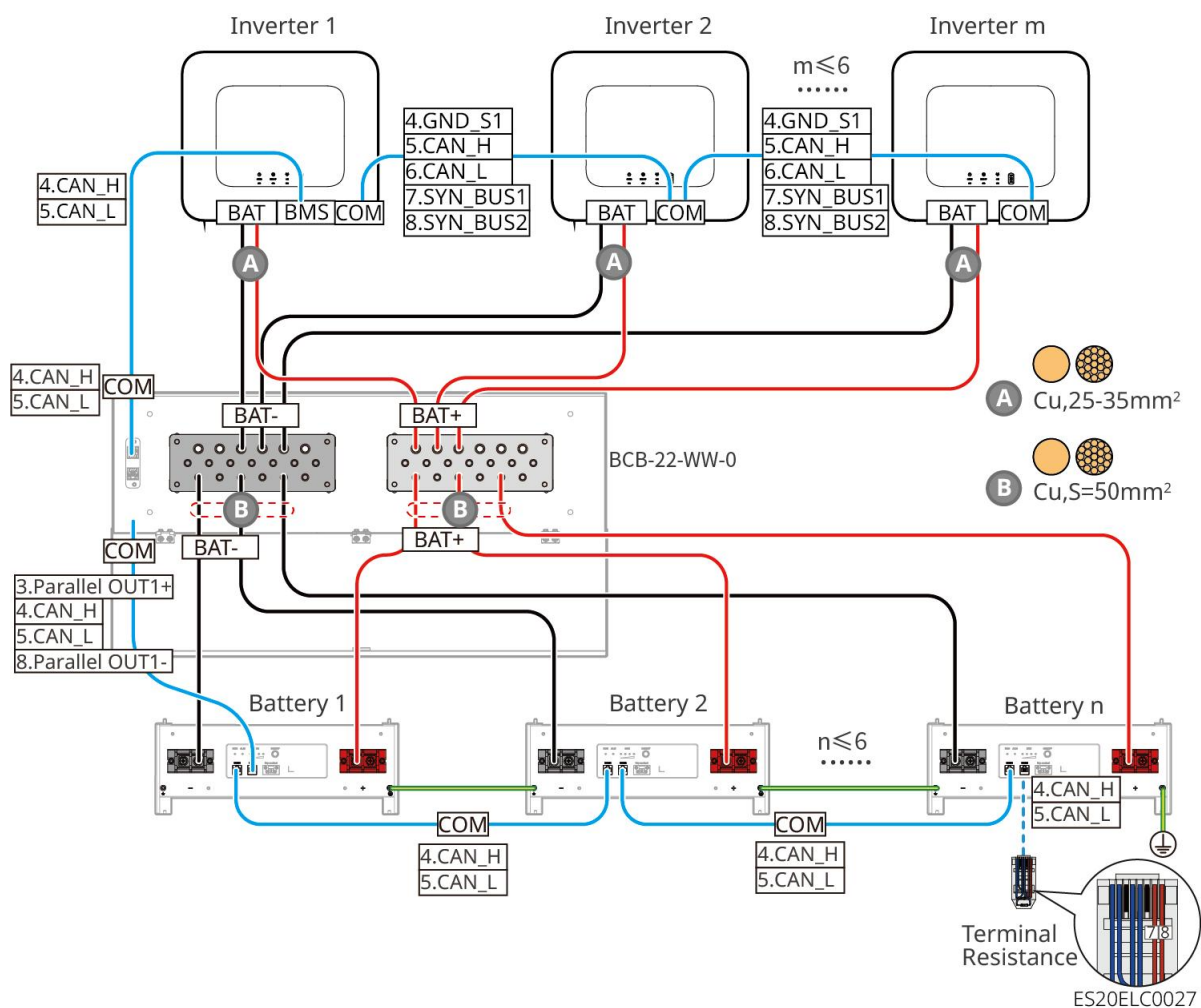 Inverter 1
Inverter 2
Inverter m
m≤6
4.GND_S1
5.CAN_H
6.CAN_L
7.SYN_BUS1
8.SYN_BUS2
4.GND_S1
5.CAN_H
6.CAN_L
7.SYN_BUS1
8.SYN_BUS2
4.CAN_H
5.CAN_L
BAT
BMS
COM
BAT
COM
BAT
COM
A
A
A
4.CAN_H
5.CAN_L
COM
BAT-
BAT+
A
Cu,25-35mm²
BCB-22-WW-0
B
Cu,S=50mm²
B
B
COM
BAT-
BAT+
3.Parallel OUT1+
4.CAN_H
5.CAN_L
8.Parallel OUT1-
Battery 1
Battery 2
Battery n
n≤6
4.CAN_H
5.CAN_L
COM
4.CAN_H
5.CAN_L
COM
4.CAN_H
5.CAN_L
Terminal
Resistance
7 8
ES20ELC0027